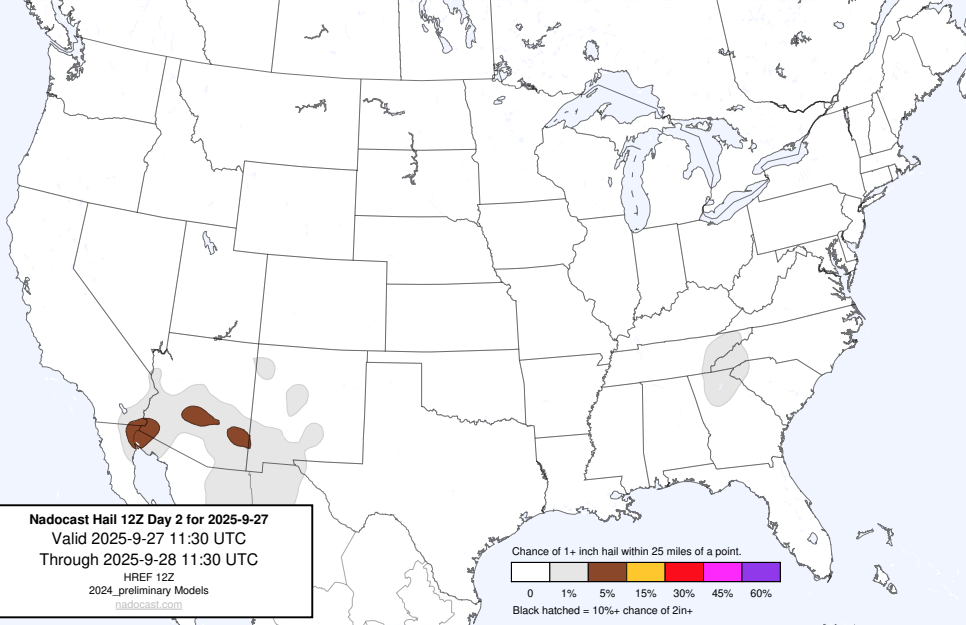 Nadocast Hail 12Z Day 2 for 2025-9-27
Valid 2025-9-27 11:30 UTC
Through 2025-9-28 11:30 UTC
HREF 12Z
2024_preliminary Models
nadocast.com
Chance of 1+ inch hail within 25 miles of a point.
0 1% 5% 15% 30% 45% 60%
Black hatched = 10%+ chance of 2in+